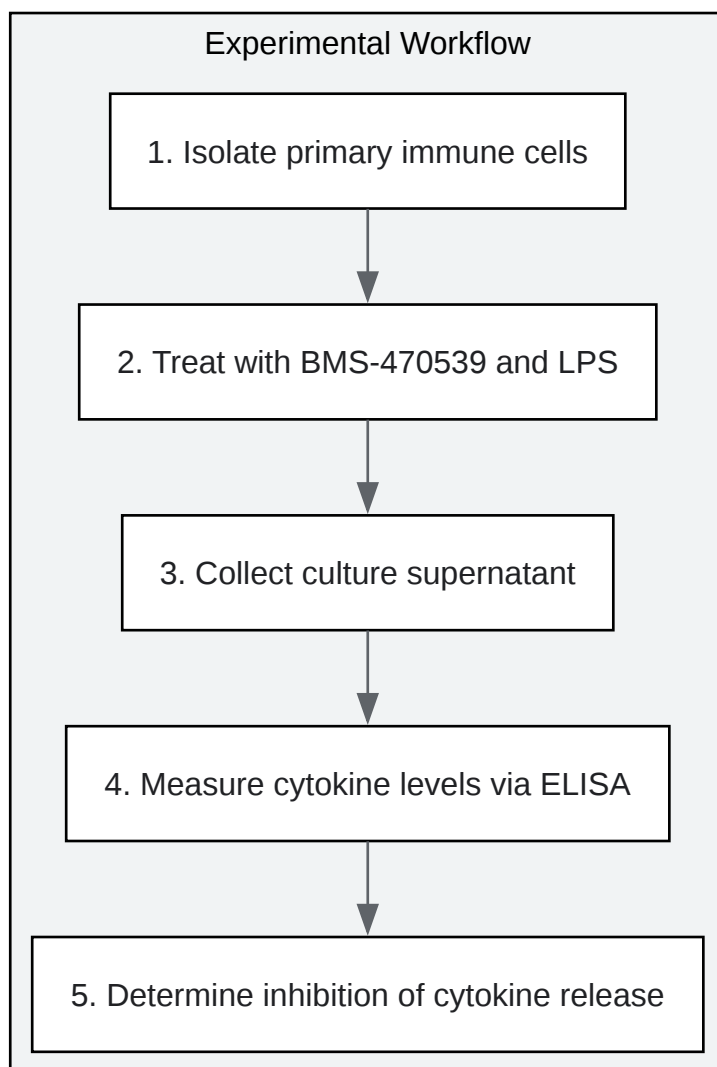 Experimental Workflow
1. Isolate primary immune cells
2. Treat with BMS-470539 and LPS
3. Collect culture supernatant
4. Measure cytokine levels via ELISA
5. Determine inhibition of cytokine release